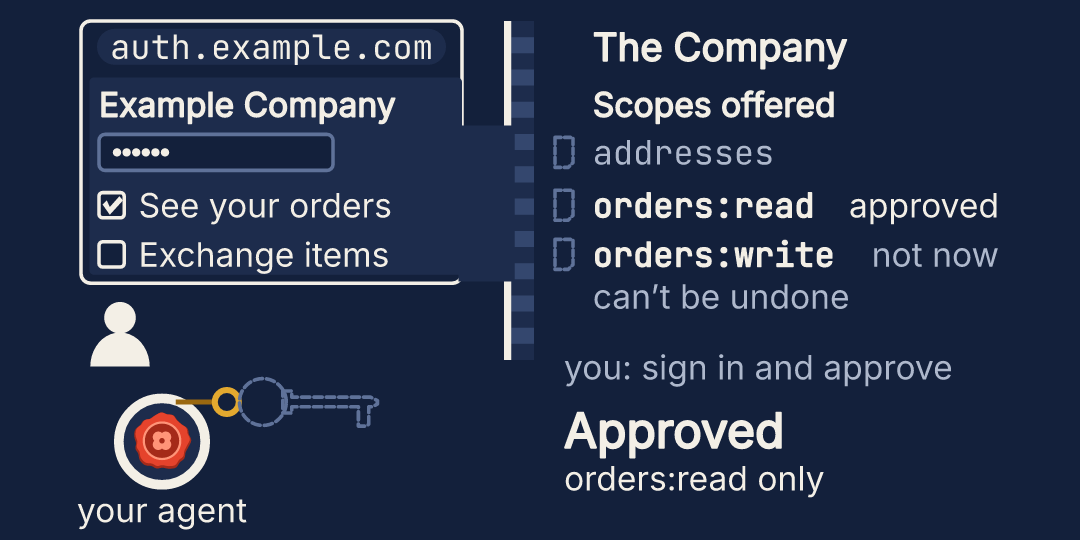 auth.example.com
Example Company
••••••
See your orders
Exchange items
your agent
The Company
Scopes offered
addresses
orders:read approved
orders:write not now
can’t be undone
you: sign in and approve
Approved
orders:read only